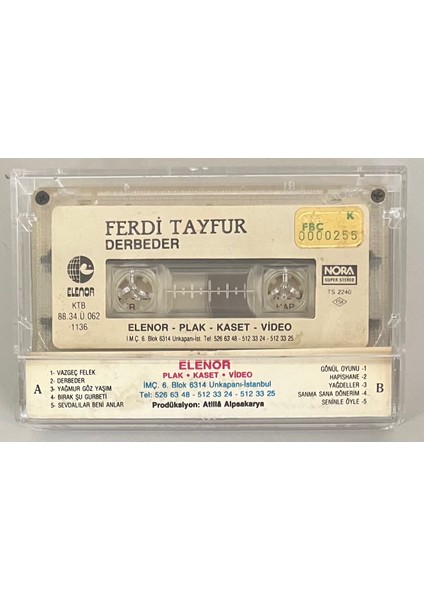 FERDİ TAYFUR
DERBEDER
K
FBC
0000255
ELENOR
KTB
88.34.Ü.062
1136
NORA
SUPER STEREO
TS 2240
TSE
ELENOR - PLAK - KASET - VİDEO
İMÇ. 6. Blok 6314 Unkapanı-İst. Tel: 526 63 48 - 512 33 24 - 512 33 25
A
1- VAZGEÇ FELEK
2- DERBEDER
3- YAĞMUR GÖZ YAŞIM
4- BIRAK ŞU GURBETİ
5- SEVDALILAR BENİ ANLAR
ELENOR
PLAK • KASET • VİDEO
İMÇ. 6. Blok 6314 Unkapanı-İstanbul
Tel: 526 63 48 - 512 33 24 - 512 33 25
Prodüksiyon: Atillâ Alpsakarya
GÖNÜL OYUNU -1
HAPİSHANE -2
YAĞDELLER -3
SANMA SANA DÖNERİM -4
SENİNLE ÖYLE -5
B